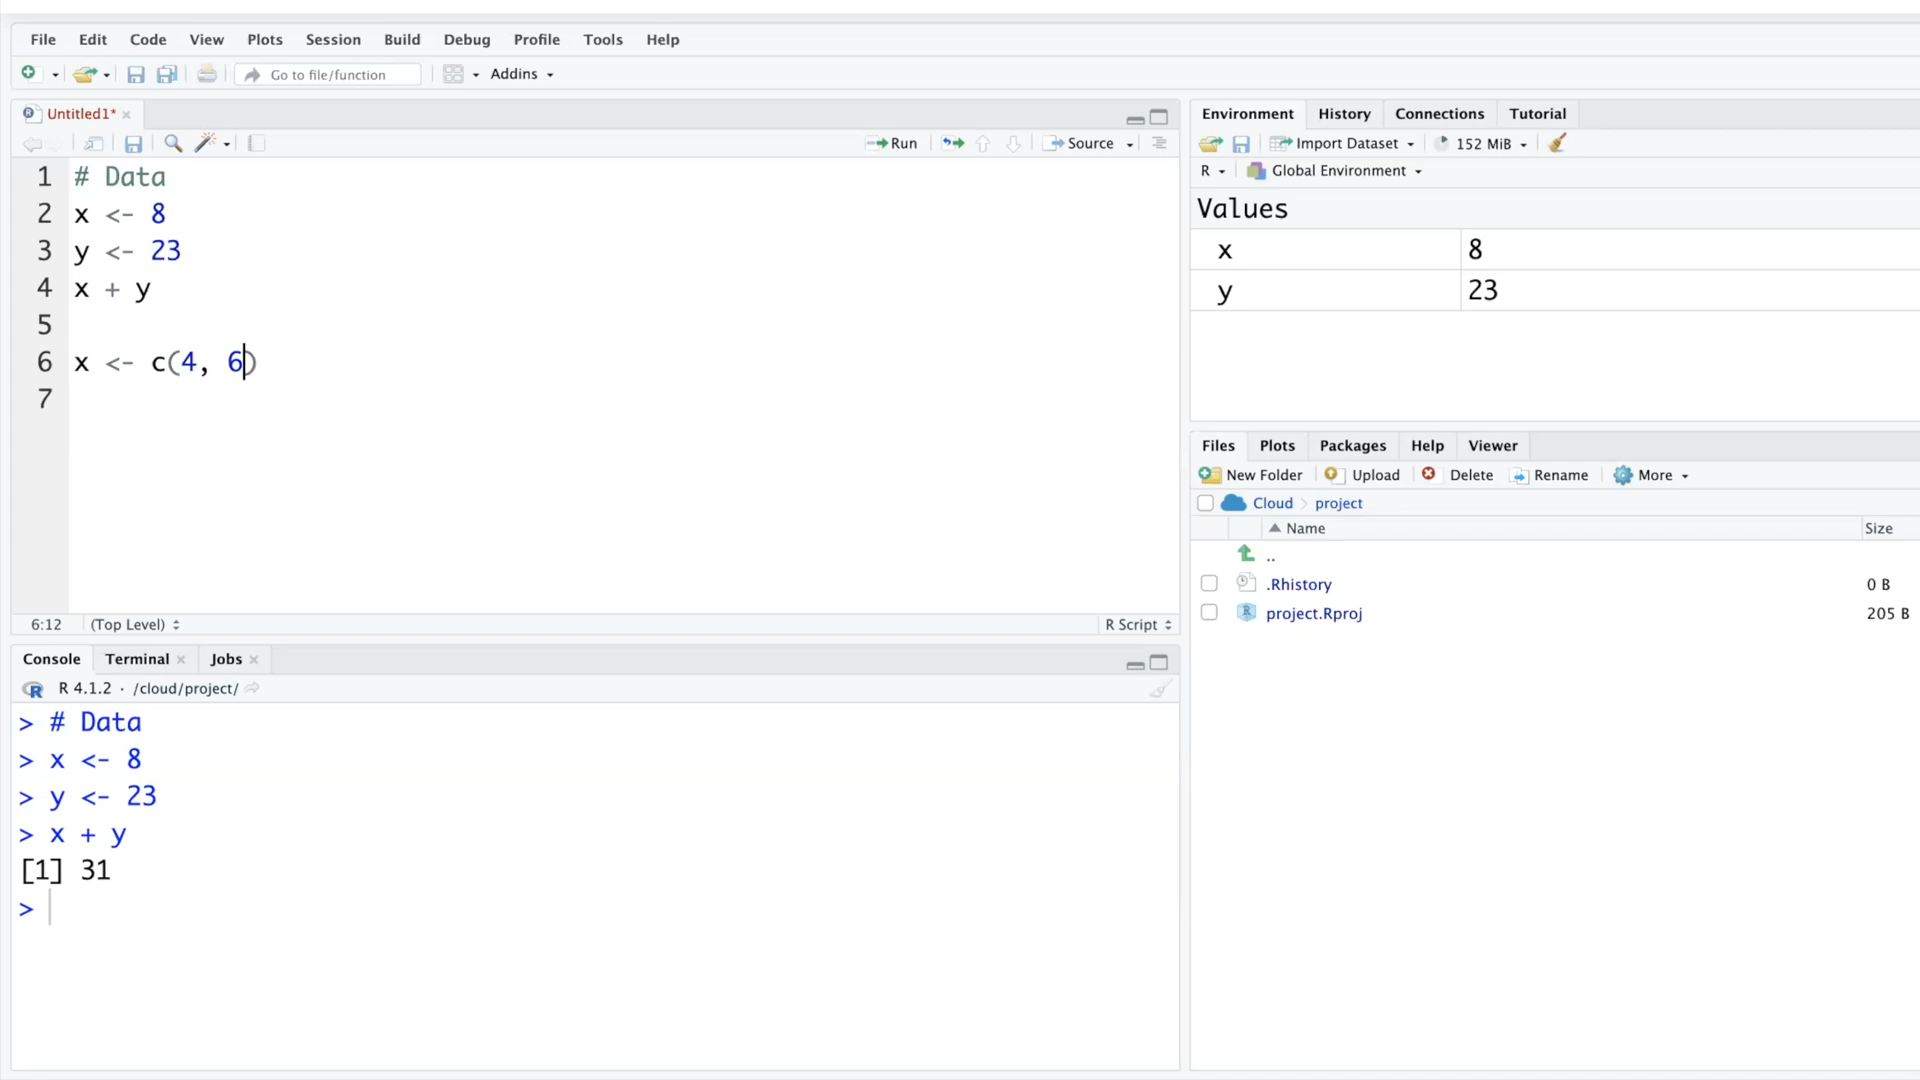 File Edit Code View Plots Session Build Debug Profile Tools Help
Go to file/function Addins
Untitled1*
Run Source
1 # Data
2 x <- 8
3 y <- 23
4 x + y
5
6 x <- c(4, 6)
7
6:12 (Top Level) R Script
Console Terminal Jobs
R 4.1.2 · /cloud/project/
> # Data
> x <- 8
> y <- 23
> x + y
[1] 31
>
Environment History Connections Tutorial
Import Dataset 152 MiB
R Global Environment
Values
x 8
y 23
Files Plots Packages Help Viewer
New Folder Upload Delete Rename More
Cloud project
Name Size
..
.Rhistory 0 B
project.Rproj 205 B